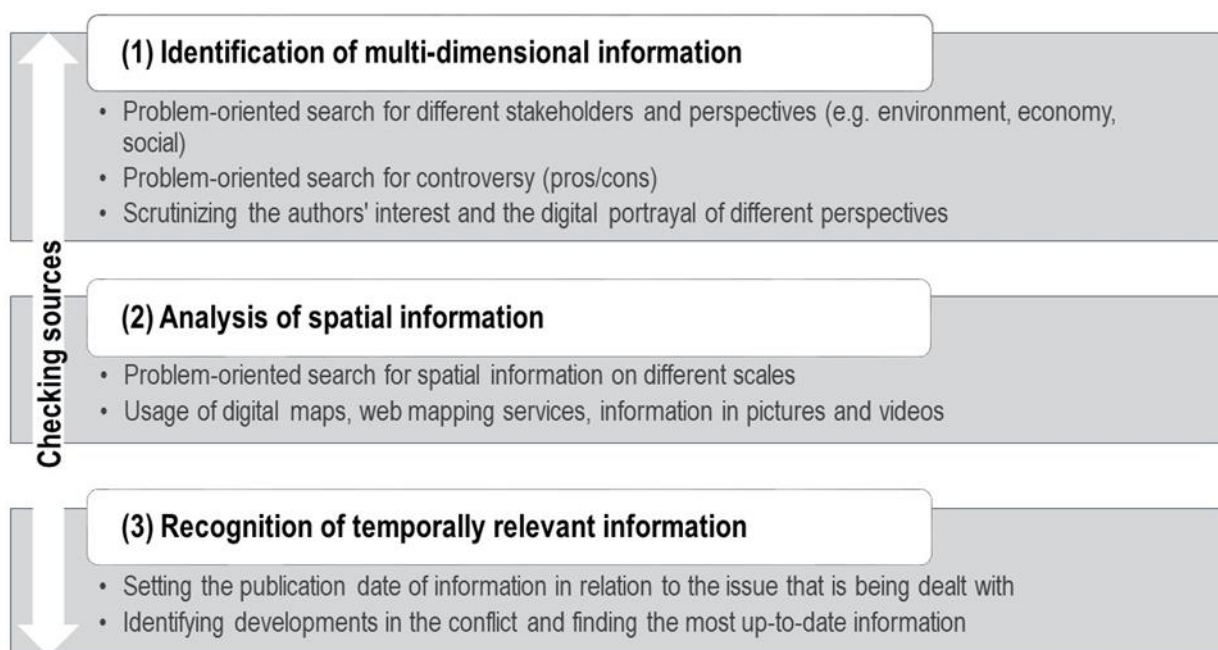 (1) Identification of multi-dimensional information
• Problem-oriented search for different stakeholders and perspectives (e.g. environment, economy,
social)
• Problem-oriented search for controversy (pros/cons)
• Scrutinizing the authors' interest and the digital portrayal of different perspectives
Checking sources
(2) Analysis of spatial information
• Problem-oriented search for spatial information on different scales
• Usage of digital maps, web mapping services, information in pictures and videos
(3) Recognition of temporally relevant information
• Setting the publication date of information in relation to the issue that is being dealt with
• Identifying developments in the conflict and finding the most up-to-date information